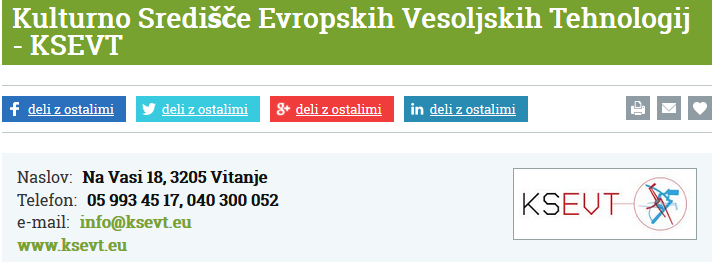 Kulturno Središče Evropskih Vesoljskih Tehnologij
- KSEVT
deli z ostalimi deli z ostalimi deli z ostalimi deli z ostalimi
Naslov: Na Vasi 18, 3205 Vitanje
Telefon: 05 993 45 17, 040 300 052
e-mail: info@ksevt.eu
www.ksevt.eu
KSEVT